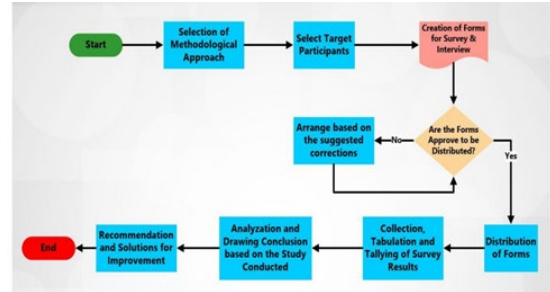 Start
Selection of
Methodological
Approach
Select Target
Participants
Creation of Forms
for Survey &
Interview
Are the Forms
Approve to be
Distributed?
No
Yes
Arrange based on
the suggested
corrections
Distribution
of Forms
Collection,
Tabulation and
Tallying of Survey
Results
Analyzation and
Drawing Conclusion
based on the Study
Conducted
Recommendation
and Solutions for
Improvement
End